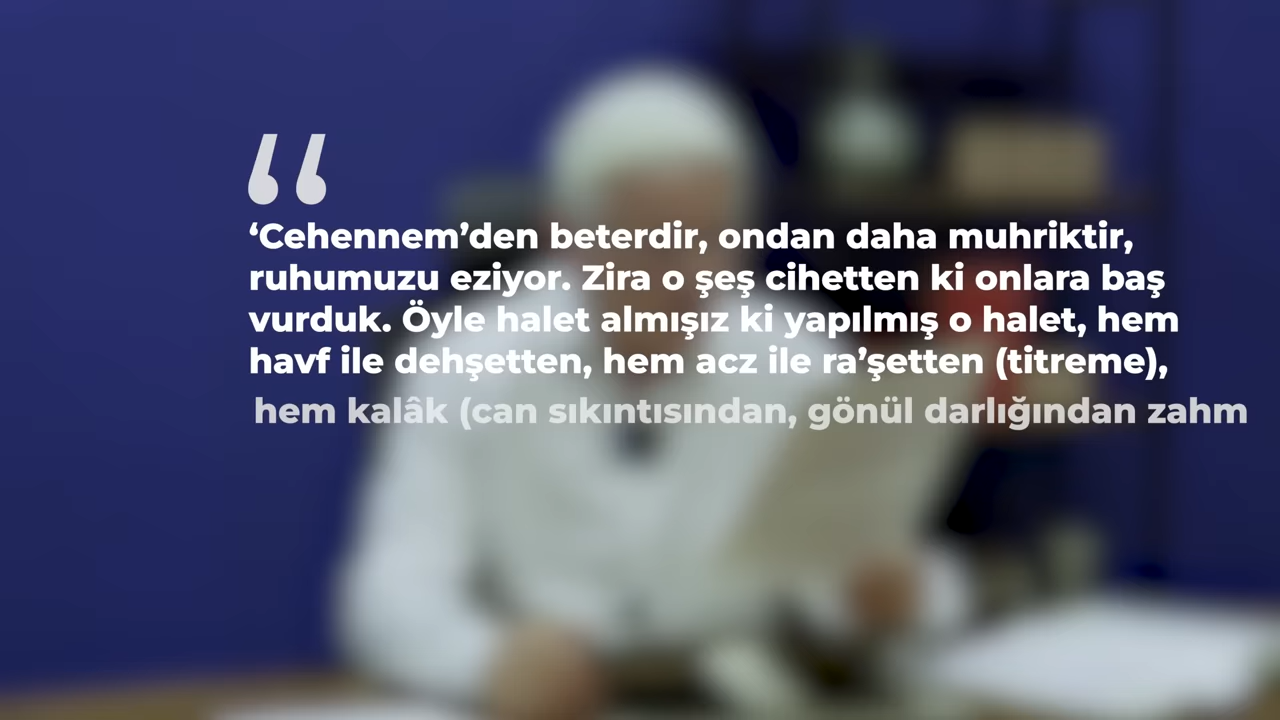 “
‘Cehennem’den beterdir, ondan daha muhriktir,
ruhumuzu eziyor. Zira o şeş cihetten ki onlara baş
vurduk. Öyle halet almışız ki yapılmış o halet, hem
havf ile dehşetten, hem acz ile ra’şetten (titreme),
hem kalâk (can sıkıntısından, gönül darlığından zahm